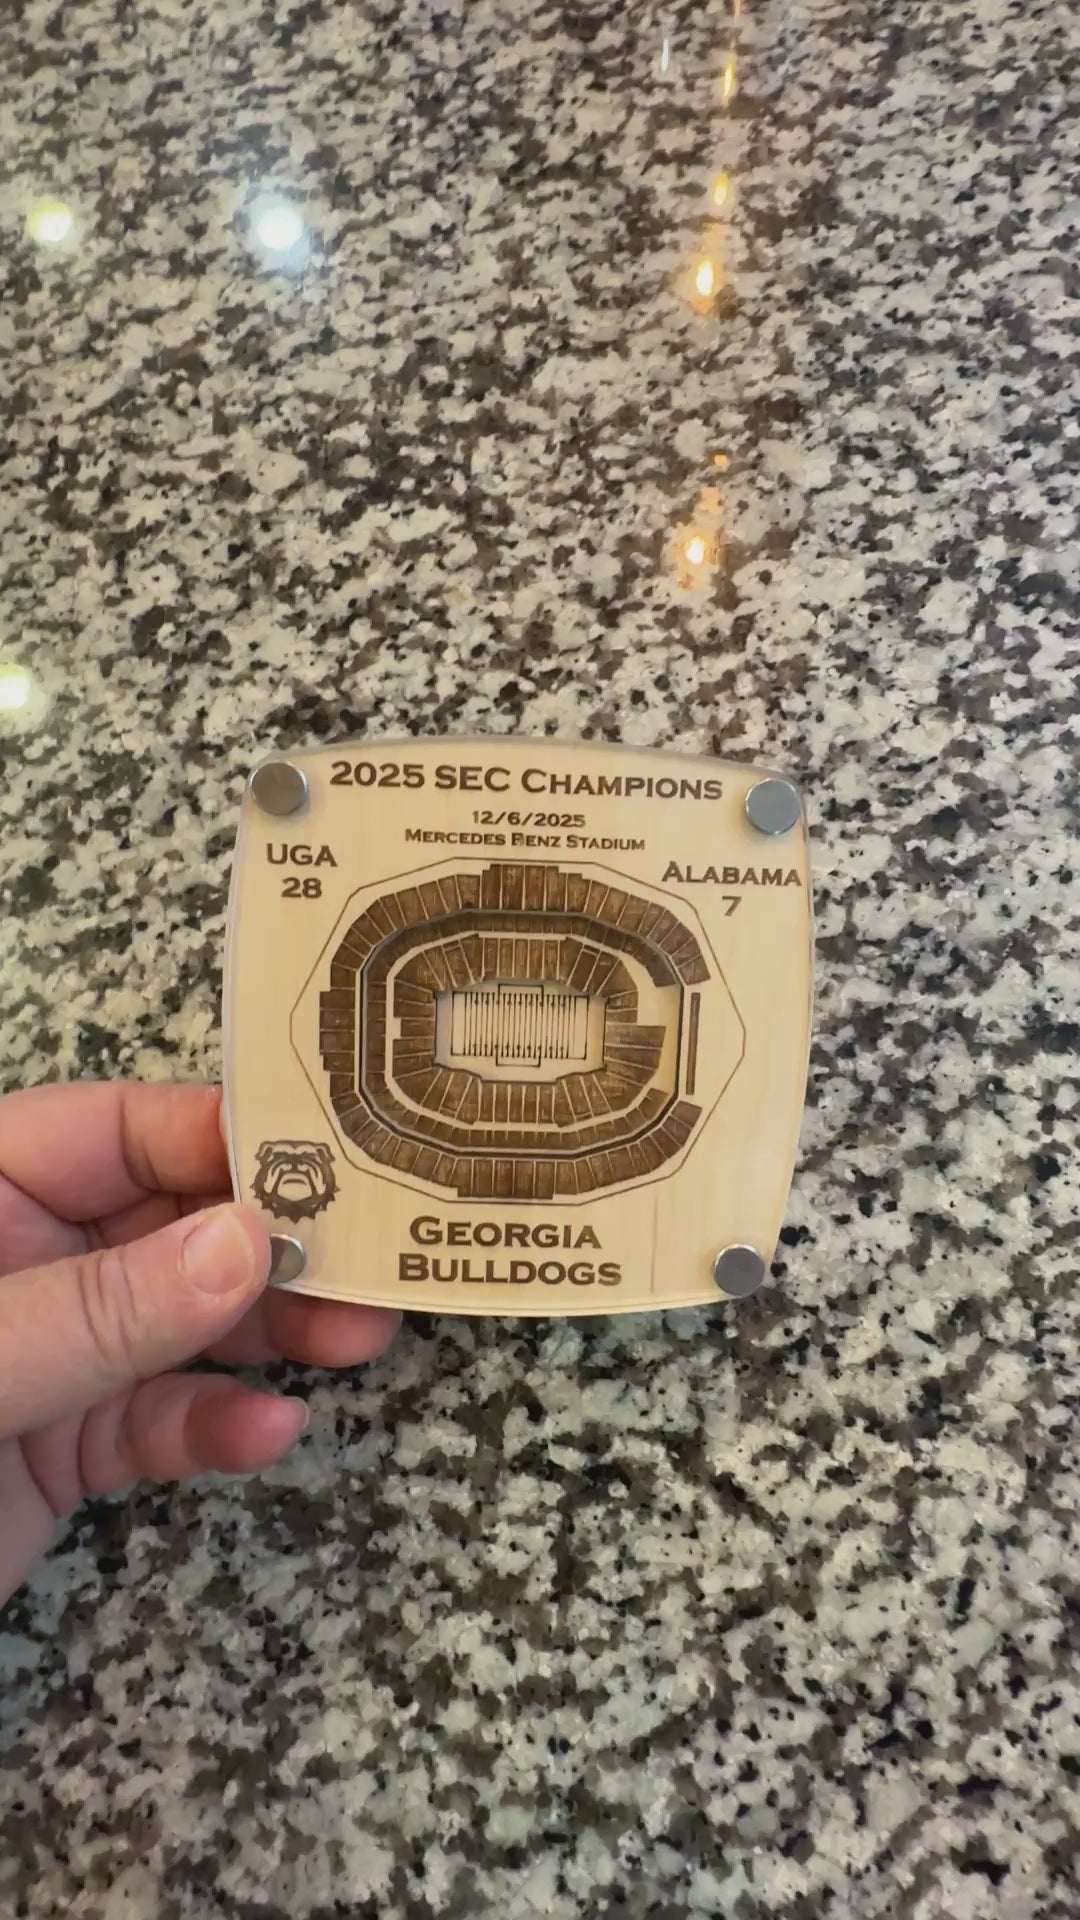 2025 SEC Champions
12/6/2025
Mercedes Benz Stadium
UGA
28
Alabama
7
Georgia
Bulldogs